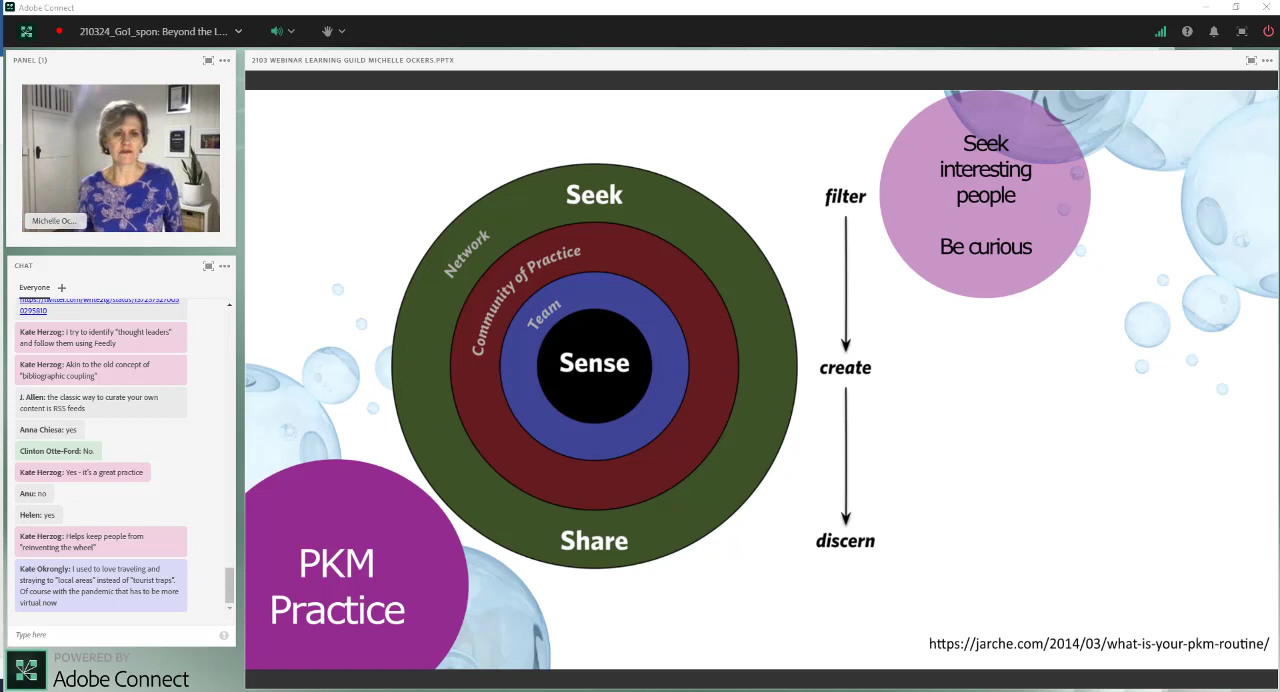 Adobe Connect
210324_Go1_spon: Beyond the L...
PANEL (1)
Michelle Oc...
CHAT
Everyone
0295810
Kate Herzog: I try to identify "thought leaders"
and follow them using Feedly
Kate Herzog: Akin to the old concept of
"bibliographic coupling"
J. Allen: the classic way to curate your own
content is RSS feeds
Anna Chiesa: yes
Clinton Otte-Ford: No.
Kate Herzog: Yes - it's a great practice
Anu: no
Helen: yes
Kate Herzog: Helps keep people from
"reinventing the wheel"
Kate Okrongly: I used to love traveling and
straying to "local areas" instead of "tourist traps".
Of course with the pandemic that has to be more
virtual now
Type here
POWERED BY
Adobe Connect
2103 WEBINAR LEARNING GUILD MICHELLE OCKERS.PPTX
Seek
Network
Community of Practice
Team
Sense
Share
filter
create
discern
Seek
interesting
people
Be curious
PKM
Practice
https://jarche.com/2014/03/what-is-your-pkm-routine/